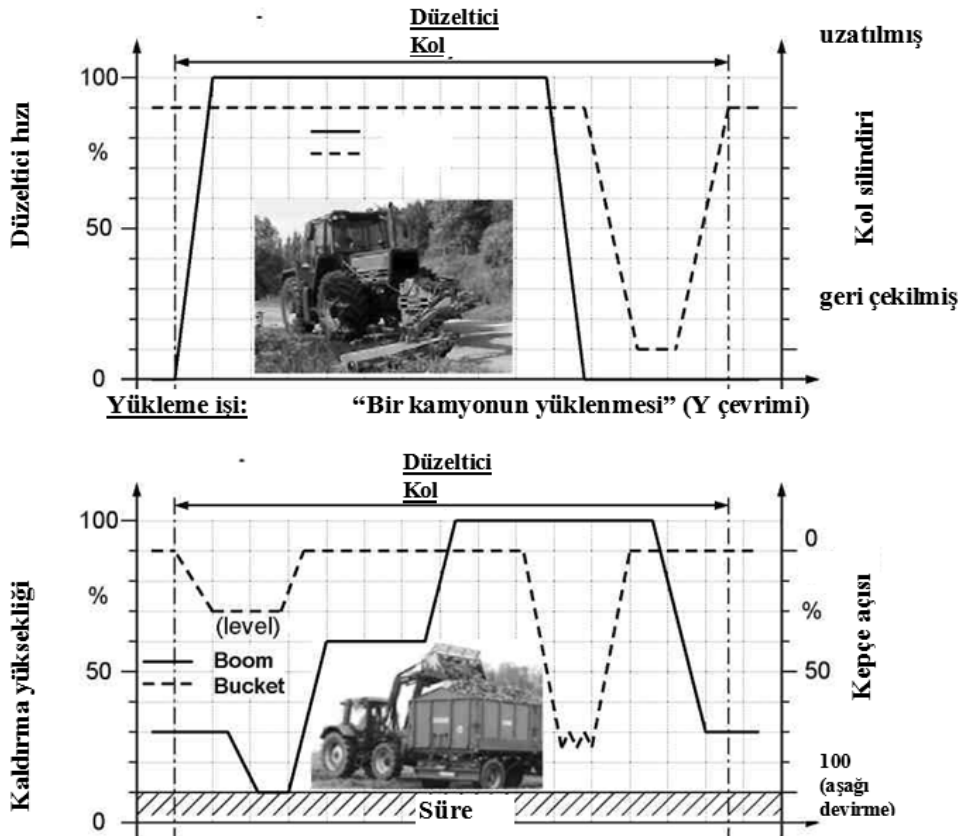 Düzeltici
Kol
uzatılmış
100
Düzeltici hızı
%
Kol silindiri
50
geri çekilmiş
0
Yükleme işi: “Bir kamyonun yüklenmesi” (Y çevrimi)
Düzeltici
Kol
100
0
Kaldırma yüksekliği
%
%
Kepçe açısı
(level)
Boom
50
50
Bucket
100
(aşağı
devirme)
Süre
0